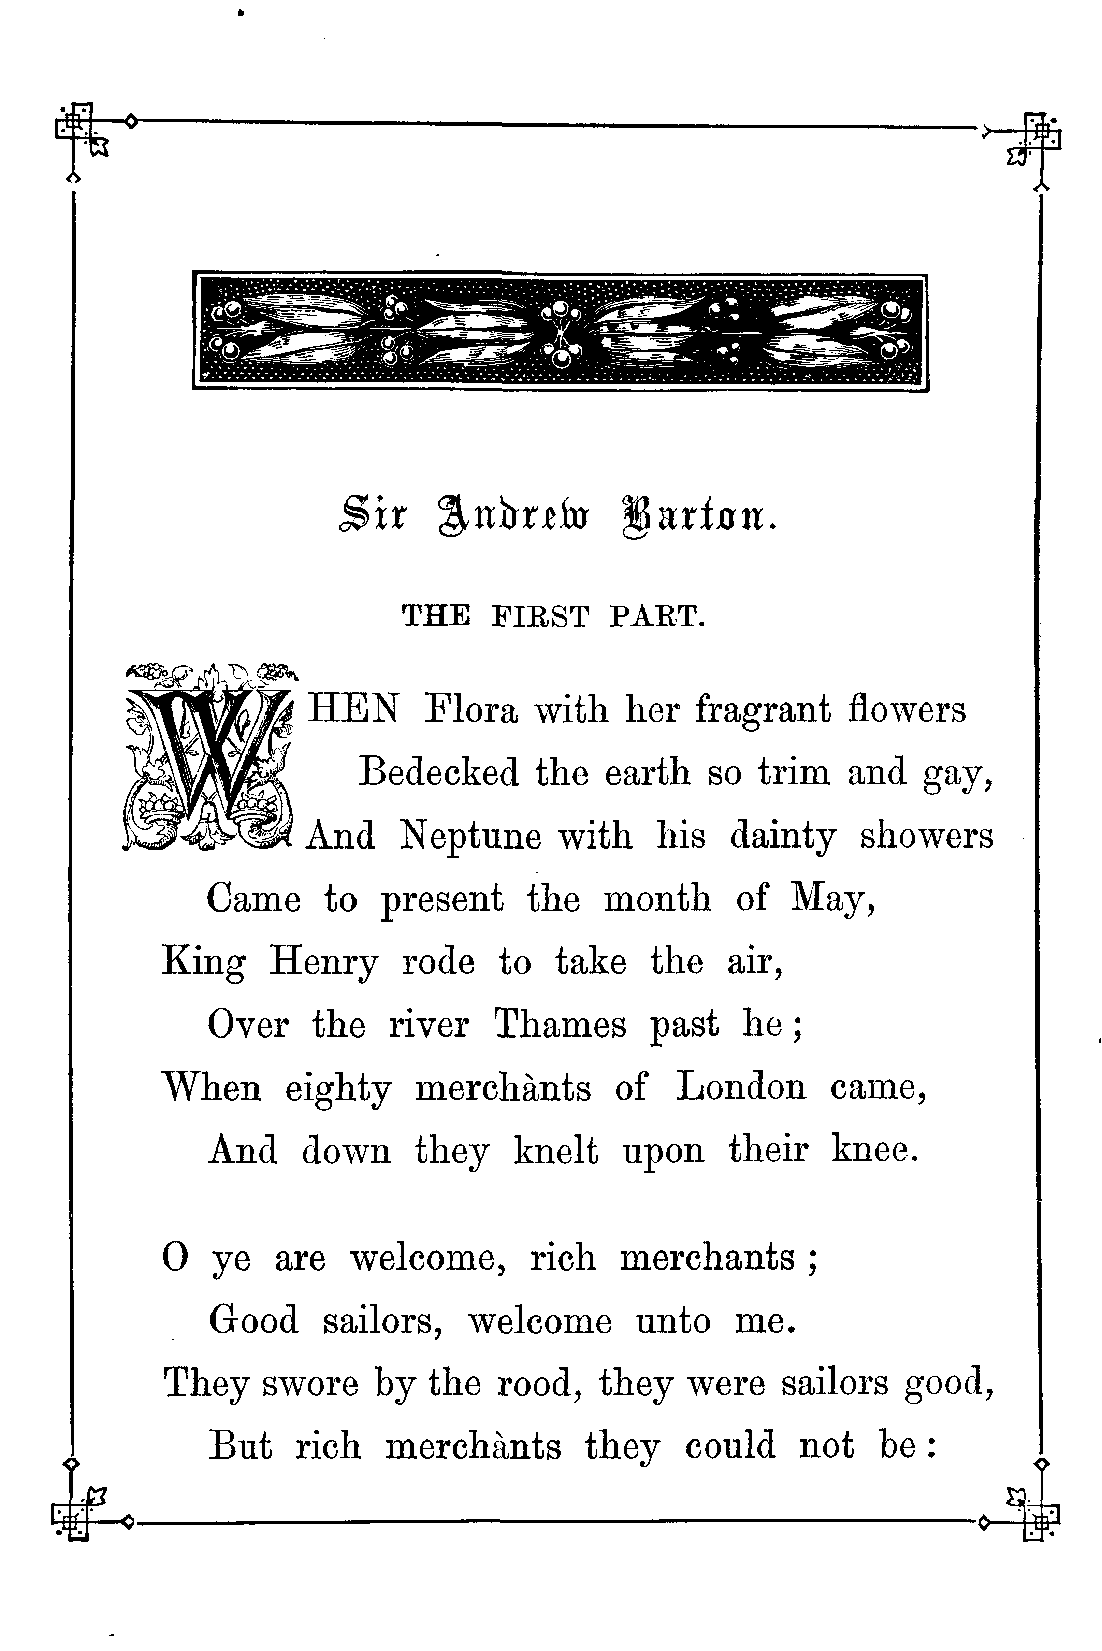 Sir Andrew Barton.
THE FIRST PART.
WHEN Flora with her fragrant flowers
Bedecked the earth so trim and gay,
And Neptune with his dainty showers
Came to present the month of May,
King Henry rode to take the air,
Over the river Thames past he ;
When eighty merchànts of London came,
And down they knelt upon their knee.
O ye are welcome, rich merchants ;
Good sailors, welcome unto me.
They swore by the rood, they were sailors good,
But rich merchànts they could not be :